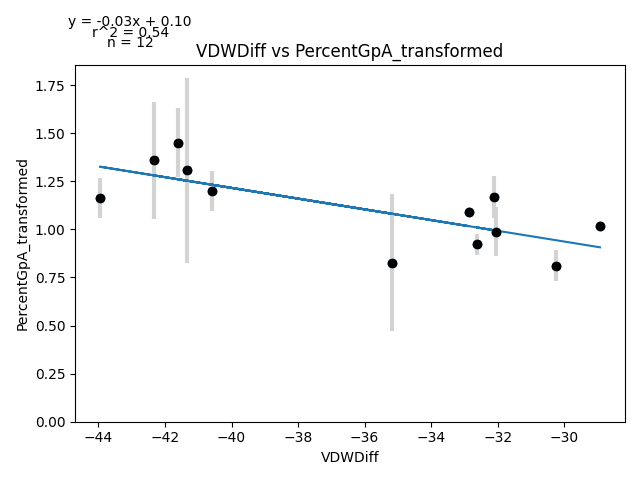 y = -0.03x + 0.10
r^2 = 0.54
n = 12
VDWDiff vs PercentGpA_transformed
PercentGpA_transformed
1.75
1.50
1.25
1.00
0.75
0.50
0.25
0.00
−44 −42 −40 −38 −36 −34 −32 −30
VDWDiff